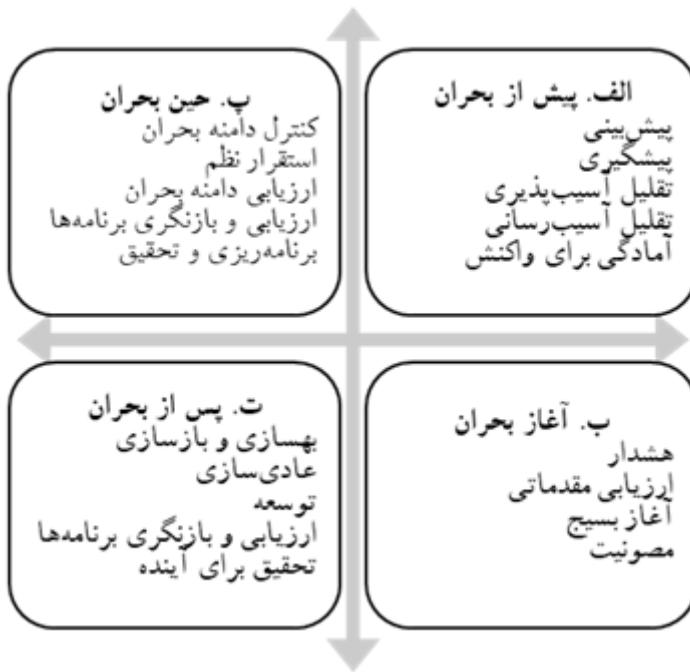 الف. پیش از بحران
پیش‌بینی
پیشگیری
تقلیل آسیب‌پذیری
تقلیل آسیب‌رسانی
آمادگی برای واکنش
ب. آغاز بحران
هشدار
ارزیابی مقدماتی
آغاز بسیج
مصونیت
پ. حین بحران
کنترل دامنه بحران
استقرار نظم
ارزیابی دامنه بحران
ارزیابی و بازنگری برنامه‌ها
برنامه‌ریزی و تحقیق
ت. پس از بحران
بهسازی و بازسازی
عادی‌سازی
توسعه
ارزیابی و بازنگری برنامه‌ها
تحقیق برای آینده